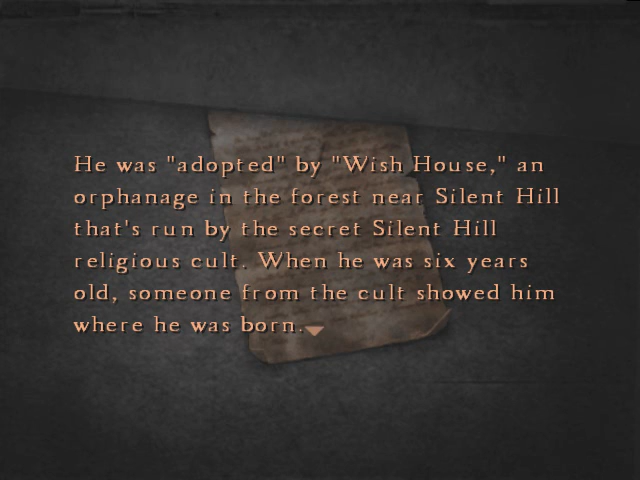 He was "adopted" by "Wish House," an
orphanage in the forest near Silent Hill
that's run by the secret Silent Hill
religious cult. When he was six years
old, someone from the cult showed him
where he was born.